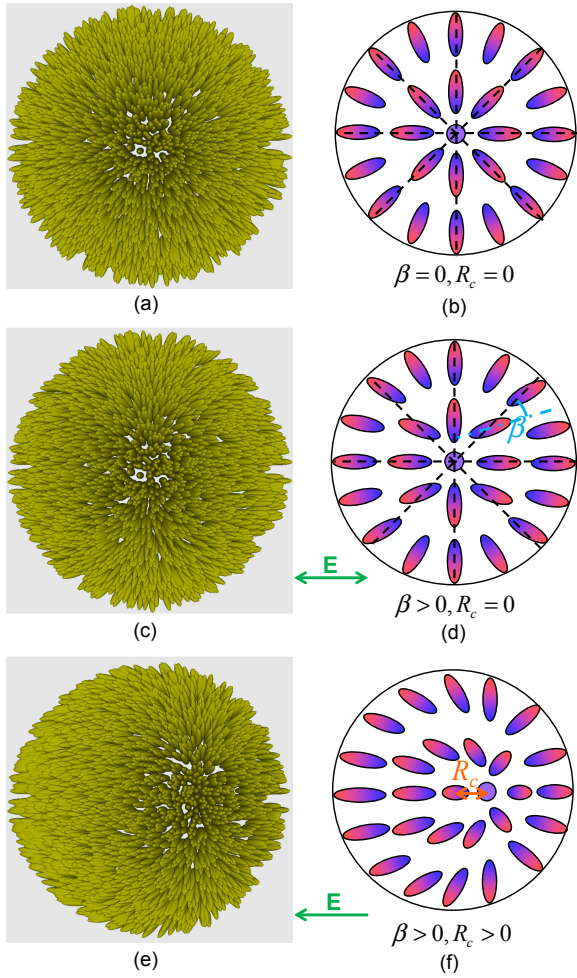 β = 0, R_c = 0
(a)
(b)
β
E
β > 0, R_c = 0
(c)
(d)
R_c
E
β > 0, R_c > 0
(e)
(f)